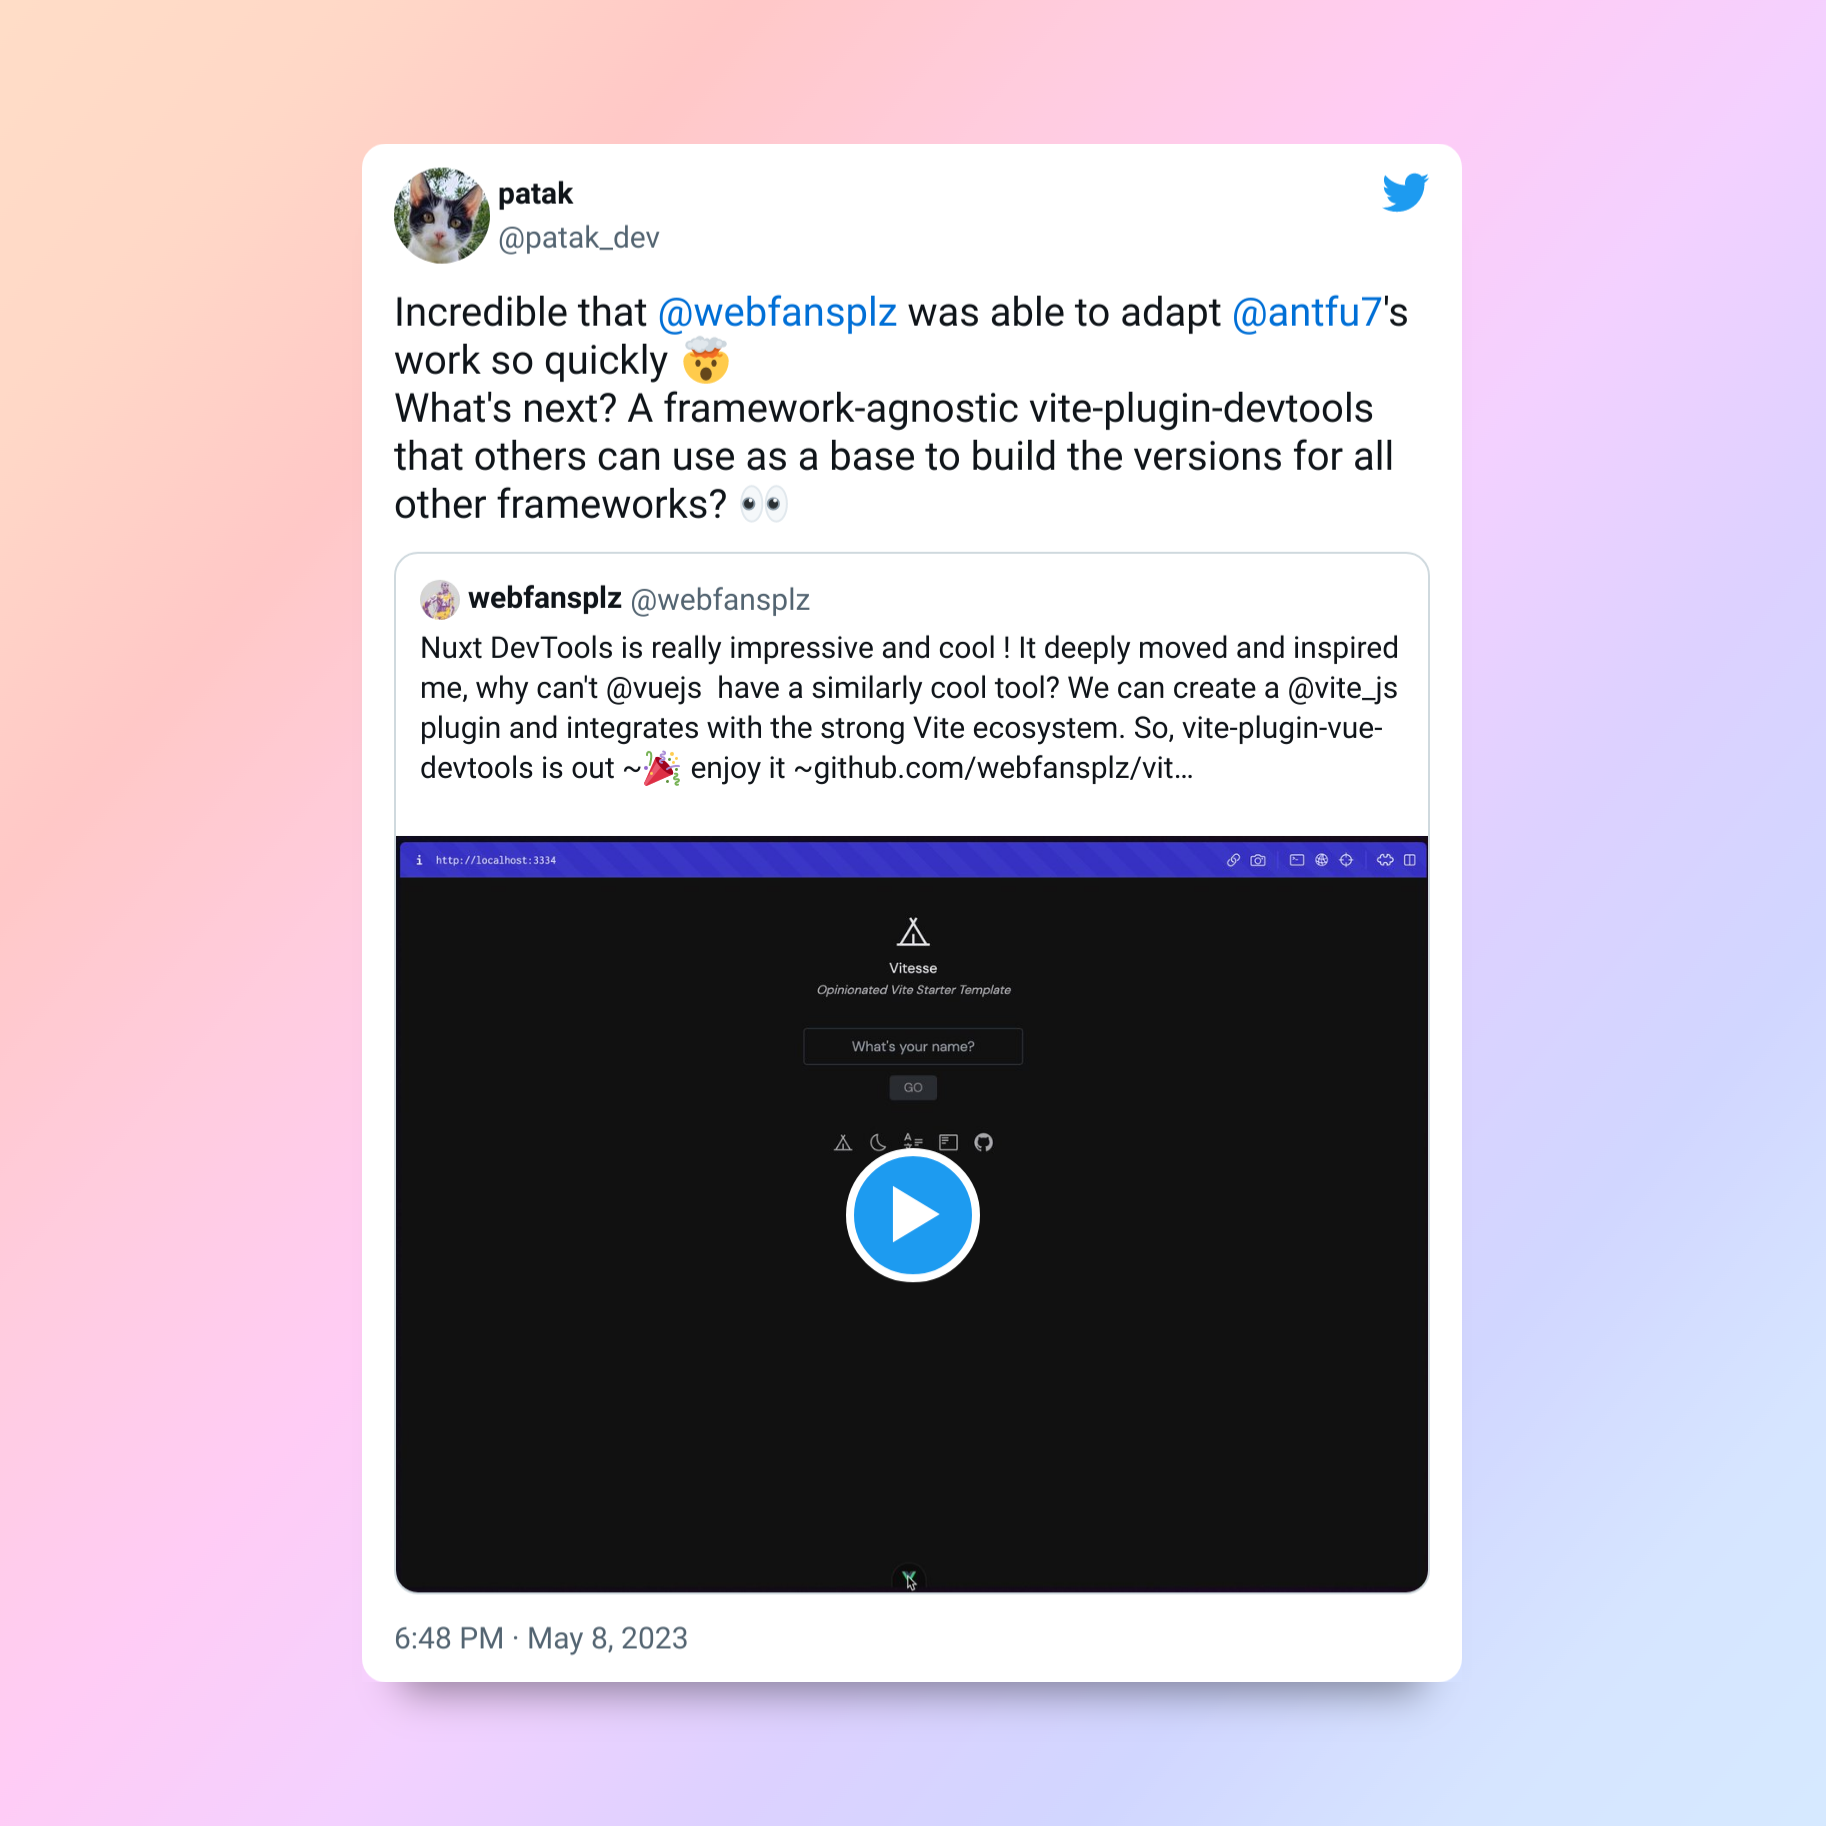 patak
@patak_dev
Incredible that @webfansplz was able to adapt @antfu7's
work so quickly 🤯
What's next? A framework-agnostic vite-plugin-devtools
that others can use as a base to build the versions for all
other frameworks? 👀
webfansplz @webfansplz
Nuxt DevTools is really impressive and cool ! It deeply moved and inspired
me, why can't @vuejs  have a similarly cool tool? We can create a @vite_js
plugin and integrates with the strong Vite ecosystem. So, vite-plugin-vue-
devtools is out ~🎉 enjoy it ~github.com/webfansplz/vit…
http://localhost:3334
Vitesse
Opinionated Vite Starter Template
What's your name?
GO
6:48 PM · May 8, 2023